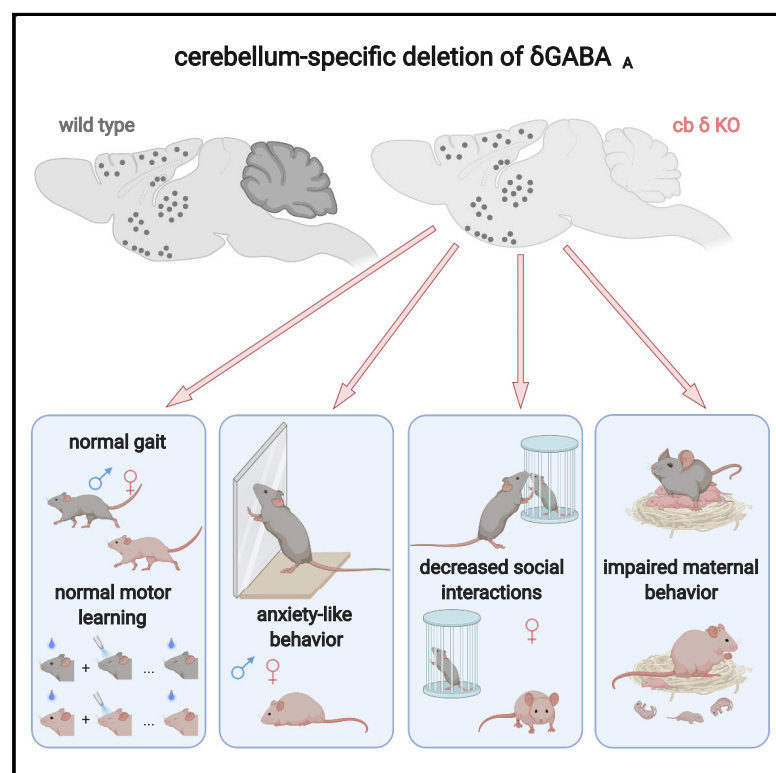 cerebellum-specific deletion of δGABA A
wild type
cb δ KO
normal gait
normal motor
learning
+ ...
+ ...
anxiety-like
behavior
decreased social
interactions
impaired maternal
behavior